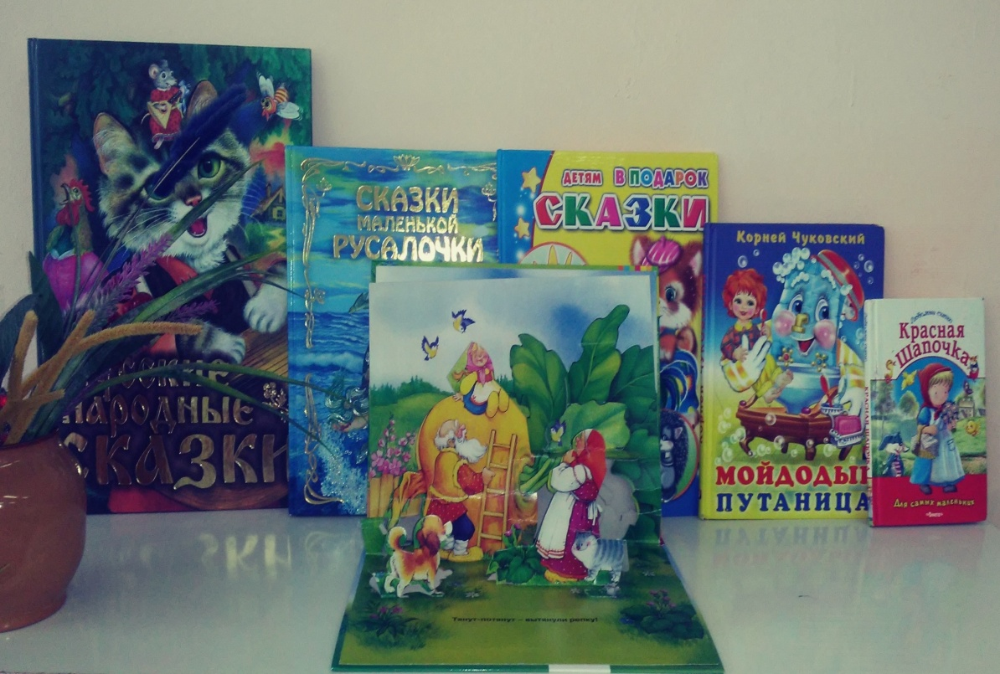 народные
сказки
СКАЗКИ
МАЛЕНЬКОЙ
РУСАЛОЧКИ
ДЕТЯМ В ПОДАРОК
СКАЗКИ
Тянут-потянут – вытянули репку!
Корней Чуковский
МОЙДОДЫР
ПУТАНИЦА
Красная
Шапочка
Для самых маленьких